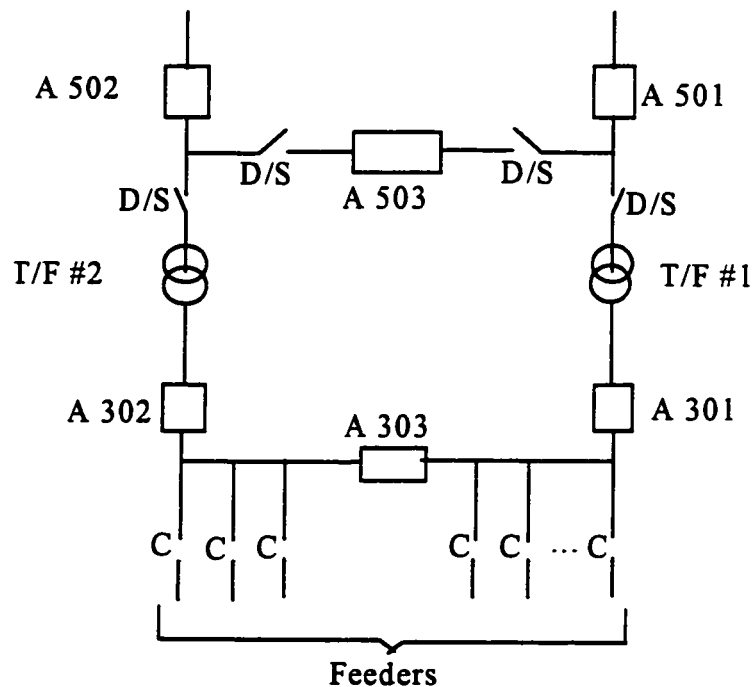 A 502
A 501
D/S
A 503
D/S
D/S
D/S
T/F #2
T/F #1
A 302
A 303
A 301
C C C C C ... C
Feeders